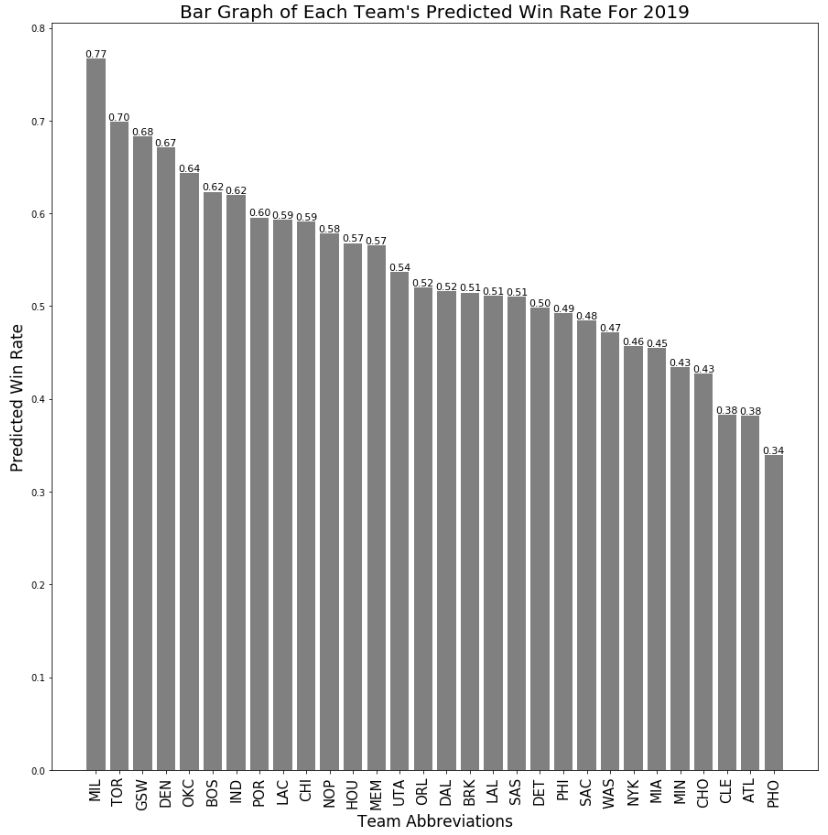 Bar Graph of Each Team's Predicted Win Rate For 2019
0.8
0.7
0.6
0.5
0.4
0.3
0.2
0.1
0.0
Predicted Win Rate
0.77
0.70
0.68
0.67
0.64
0.62
0.62
0.60
0.59
0.59
0.58
0.57
0.57
0.54
0.52
0.52
0.51
0.51
0.51
0.50
0.49
0.48
0.47
0.46
0.45
0.43
0.43
0.38
0.38
0.34
MIL
TOR
GSW
DEN
OKC
BOS
IND
POR
LAC
CHI
NOP
HOU
MEM
UTA
ORL
DAL
BRK
LAL
SAS
DET
PHI
SAC
WAS
NYK
MIA
MIN
CHO
CLE
ATL
PHO
Team Abbreviations